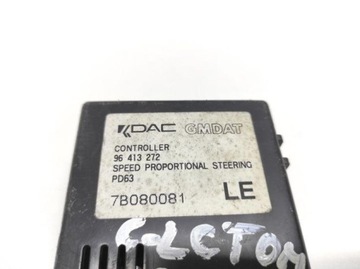 KDAC GMDAT
CONTROLLER
96 413 272
SPEED PROPORTIONAL STEERING
PD63
7B080081 LE